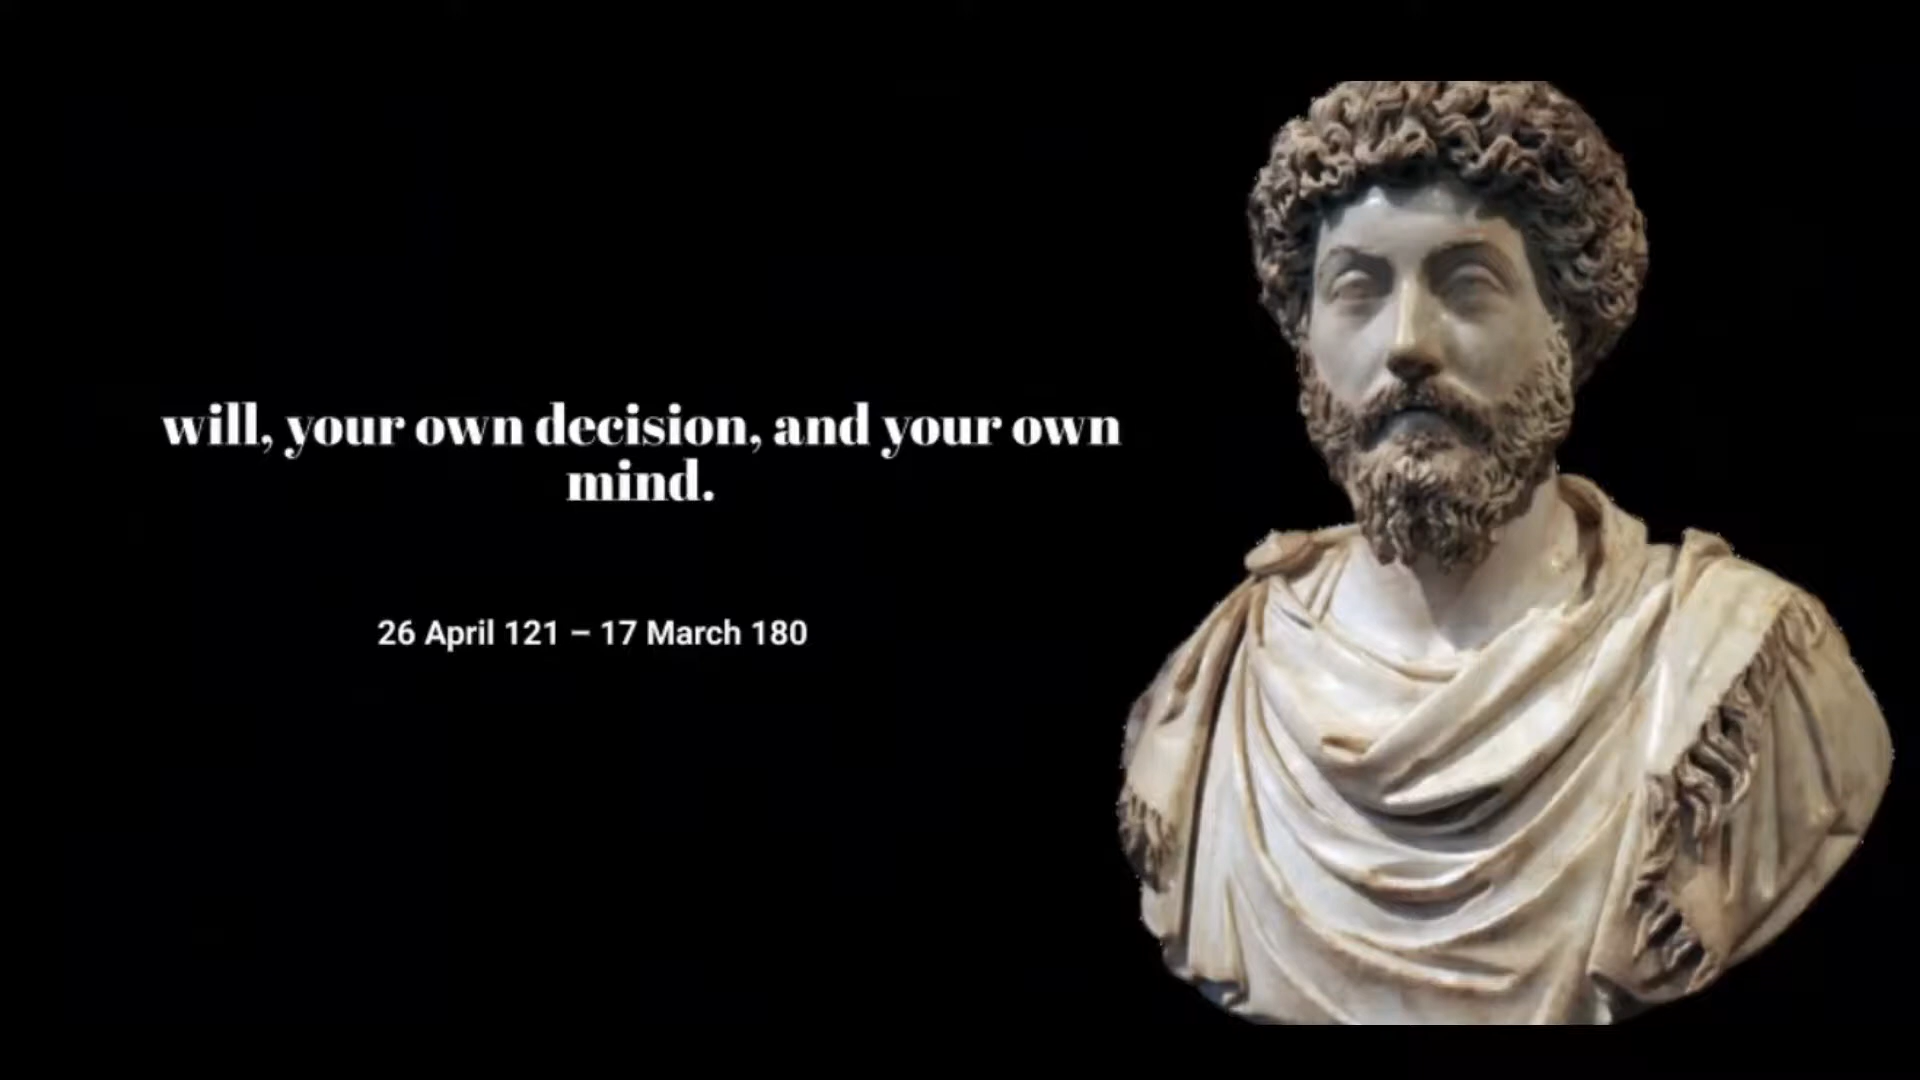 will, your own decision, and your own
mind.
26 April 121 – 17 March 180